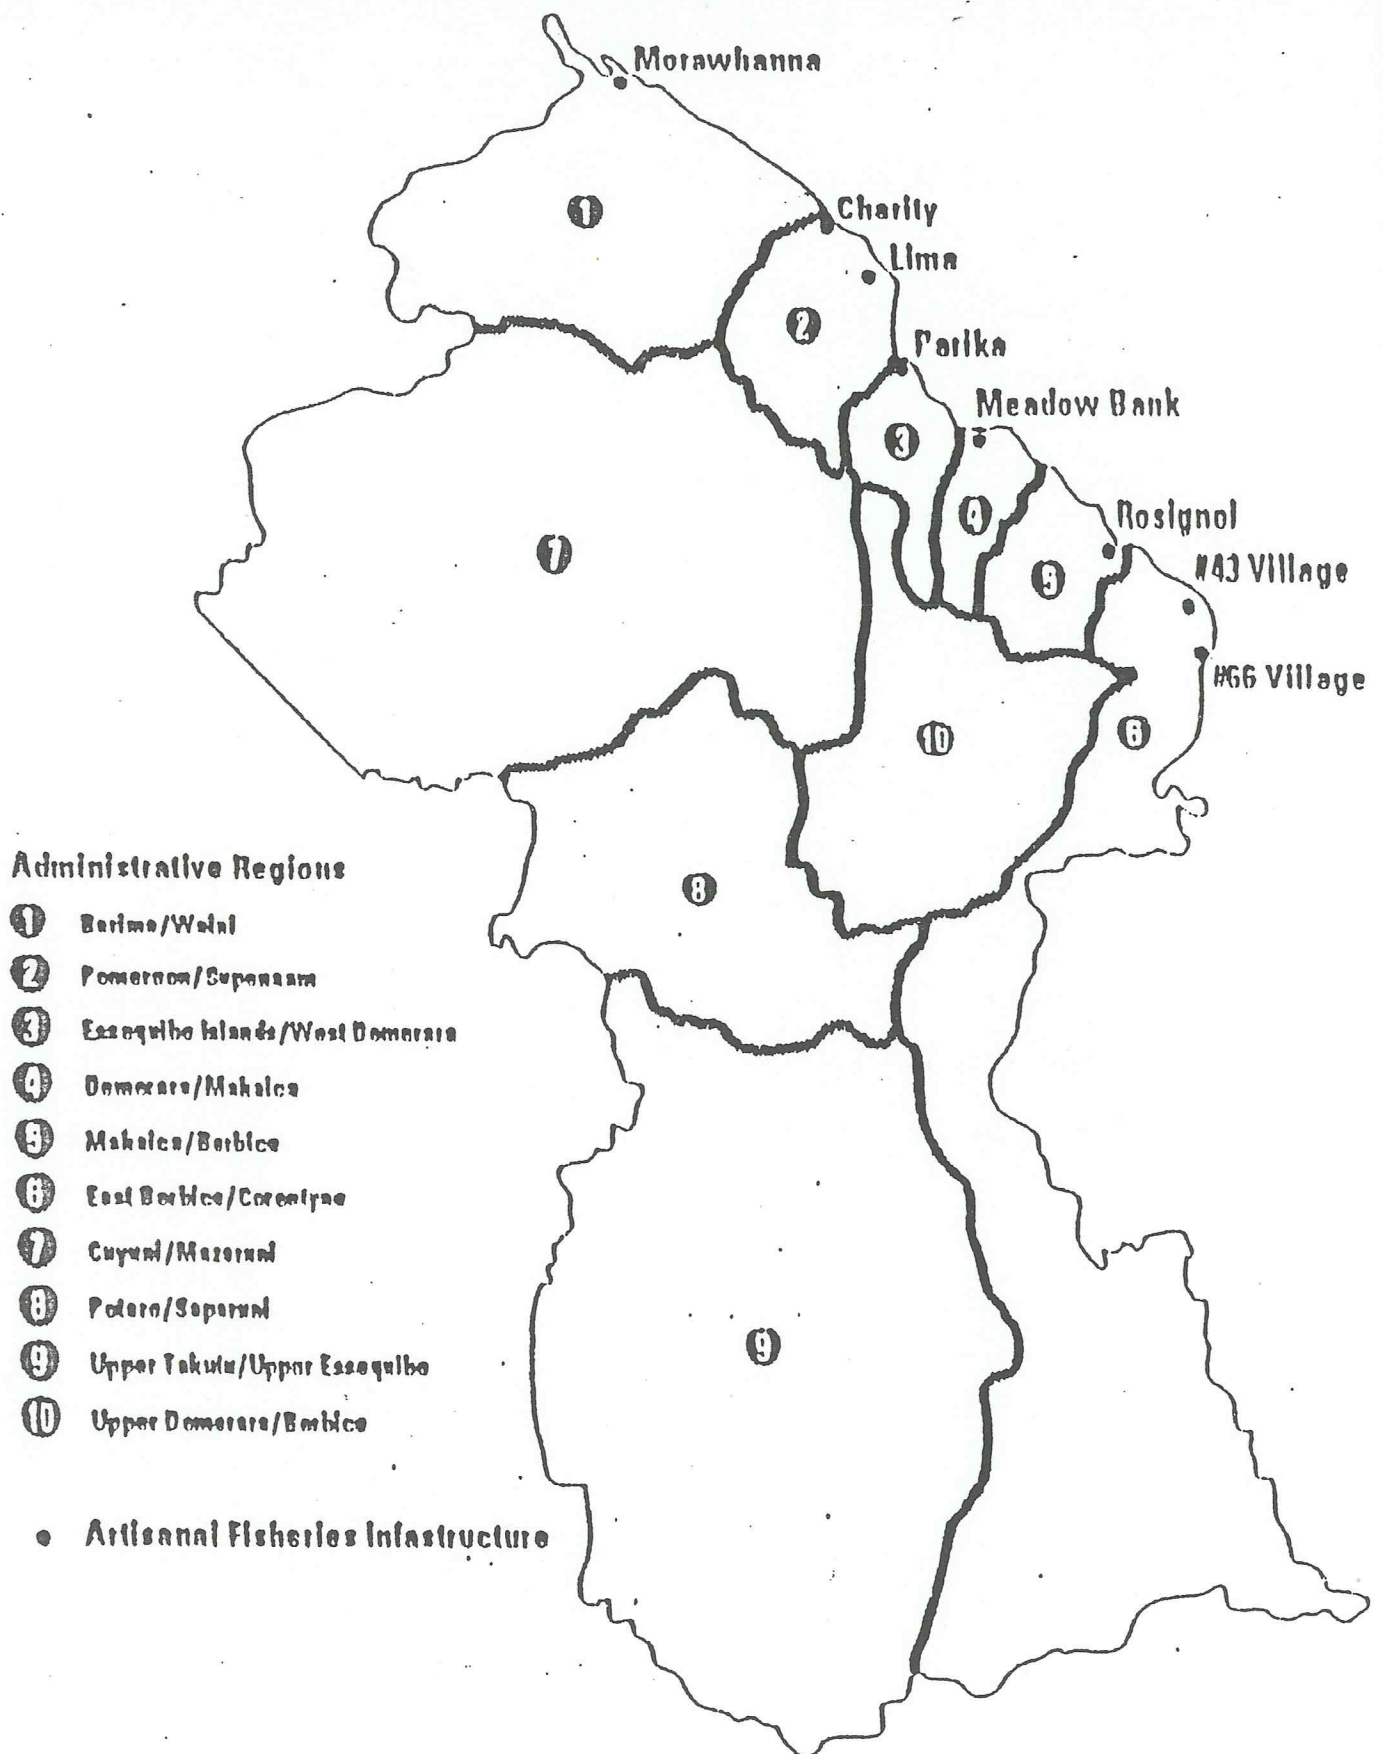 Morawhanna
Charity
Lima
Parika
Meadow Bank
Rosignol
#43 Village
#66 Village
1
2
3
4
5
6
7
8
9
10
Administrative Regions
1 Barima/Waini
2 Pomeroon/Supenaam
3 Essequibo Islands/West Demerara
4 Demerara/Mahaica
5 Mahaica/Berbice
6 East Berbice/Corentyne
7 Cuyuni/Mazaruni
8 Potaro/Siparuni
9 Upper Takutu/Upper Essequibo
10 Upper Demerara/Berbice
• Artisanal Fisheries Infastructure